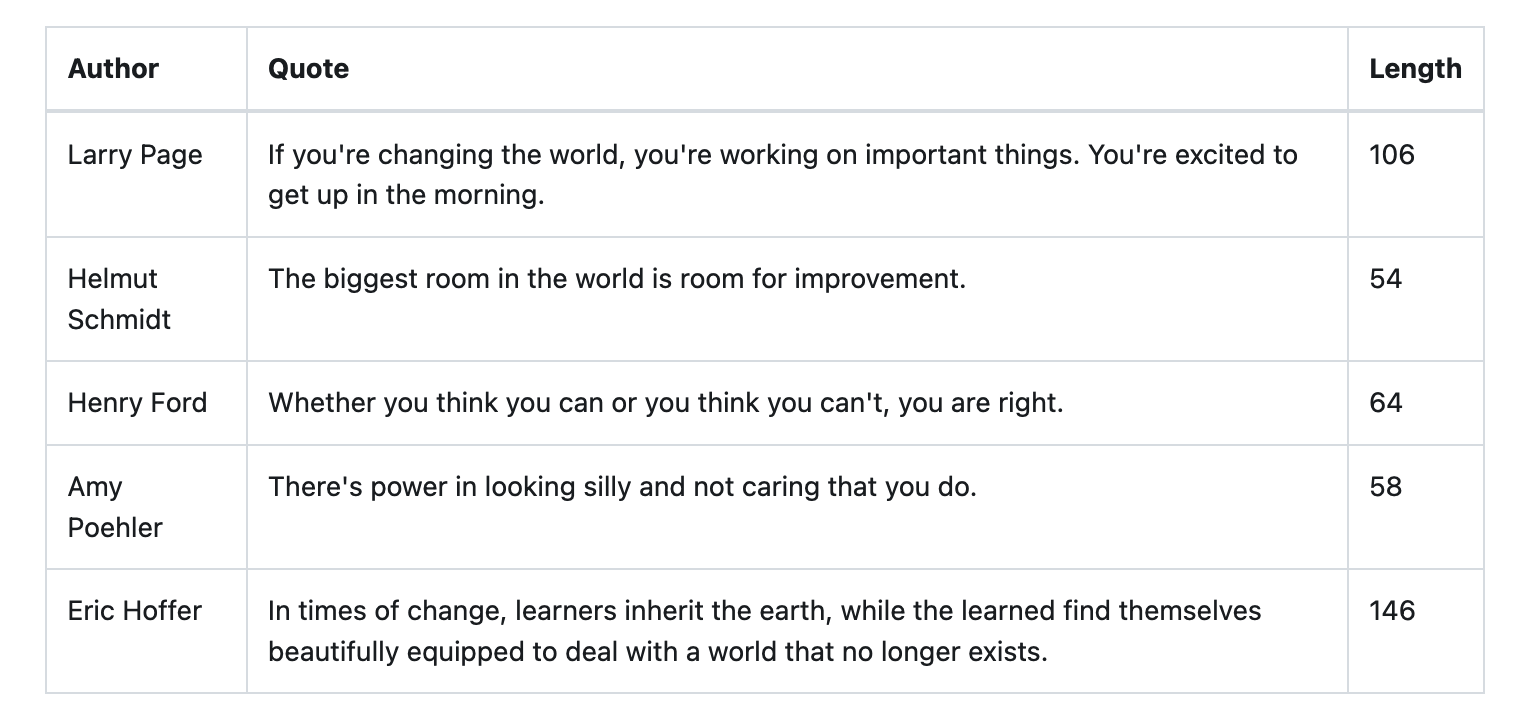 Author Quote Length
Larry Page If you're changing the world, you're working on important things. You're excited to 106
get up in the morning.
Helmut The biggest room in the world is room for improvement. 54
Schmidt
Henry Ford Whether you think you can or you think you can't, you are right. 64
Amy There's power in looking silly and not caring that you do. 58
Poehler
Eric Hoffer In times of change, learners inherit the earth, while the learned find themselves 146
beautifully equipped to deal with a world that no longer exists.